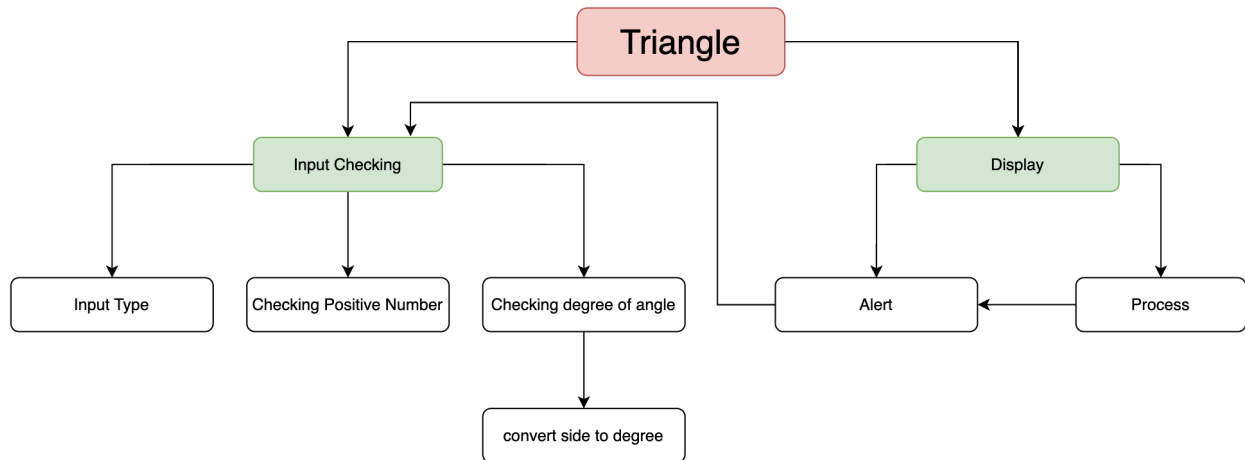 Triangle
Input Checking
Display
Input Type
Checking Positive Number
Checking degree of angle
Alert
Process
convert side to degree